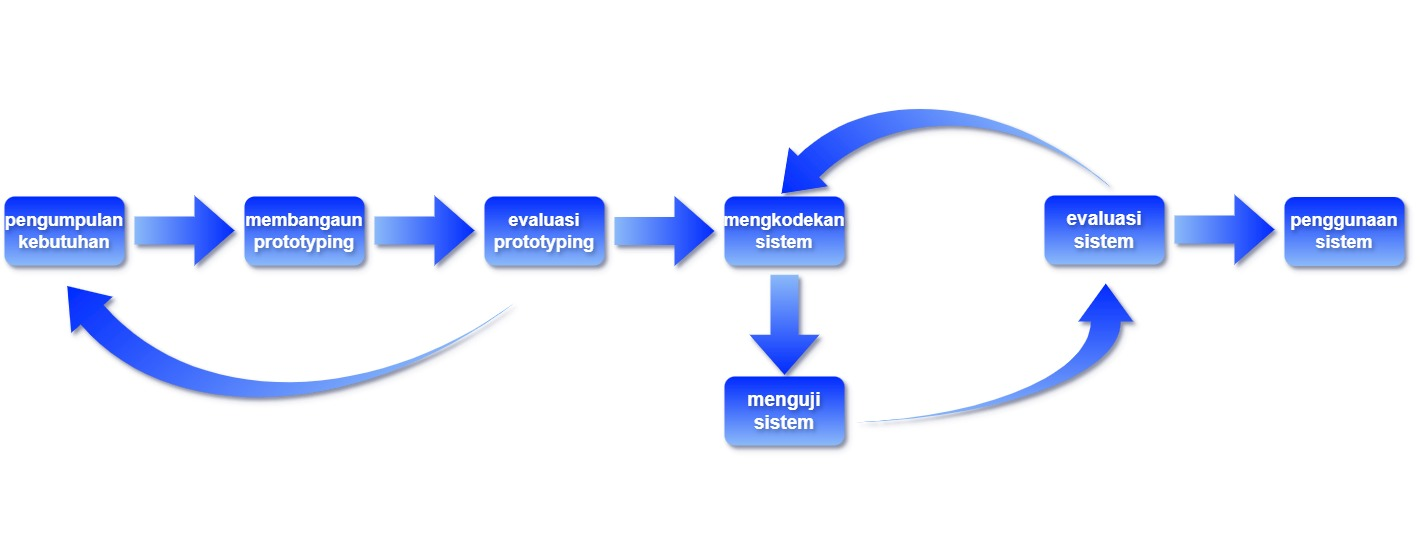 pengumpulan
kebutuhan
membangaun
prototyping
evaluasi
prototyping
mengkodekan
sistem
menguji
sistem
evaluasi
sistem
penggunaan
sistem